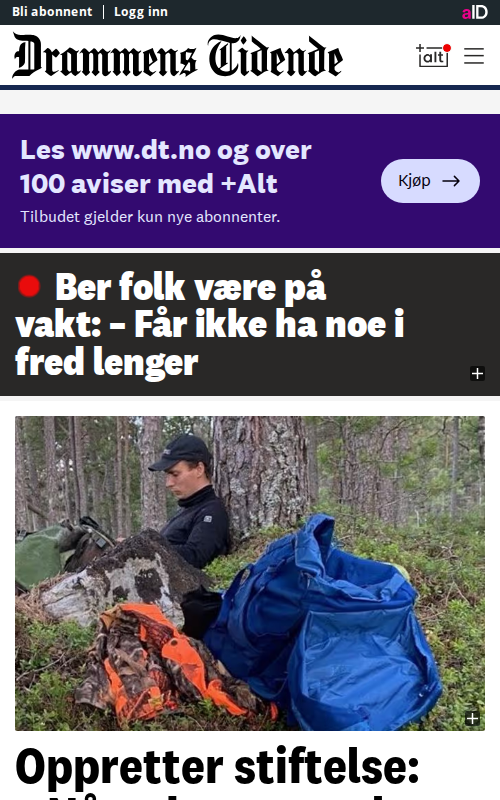 Bli abonnent | Logg inn
aID
Drammens Tidende
+alt
Les www.dt.no og over
100 aviser med +Alt
Kjøp →
Tilbudet gjelder kun nye abonnenter.
Ber folk være på
vakt: – Får ikke ha noe i
fred lenger
+
+
Oppretter stiftelse: